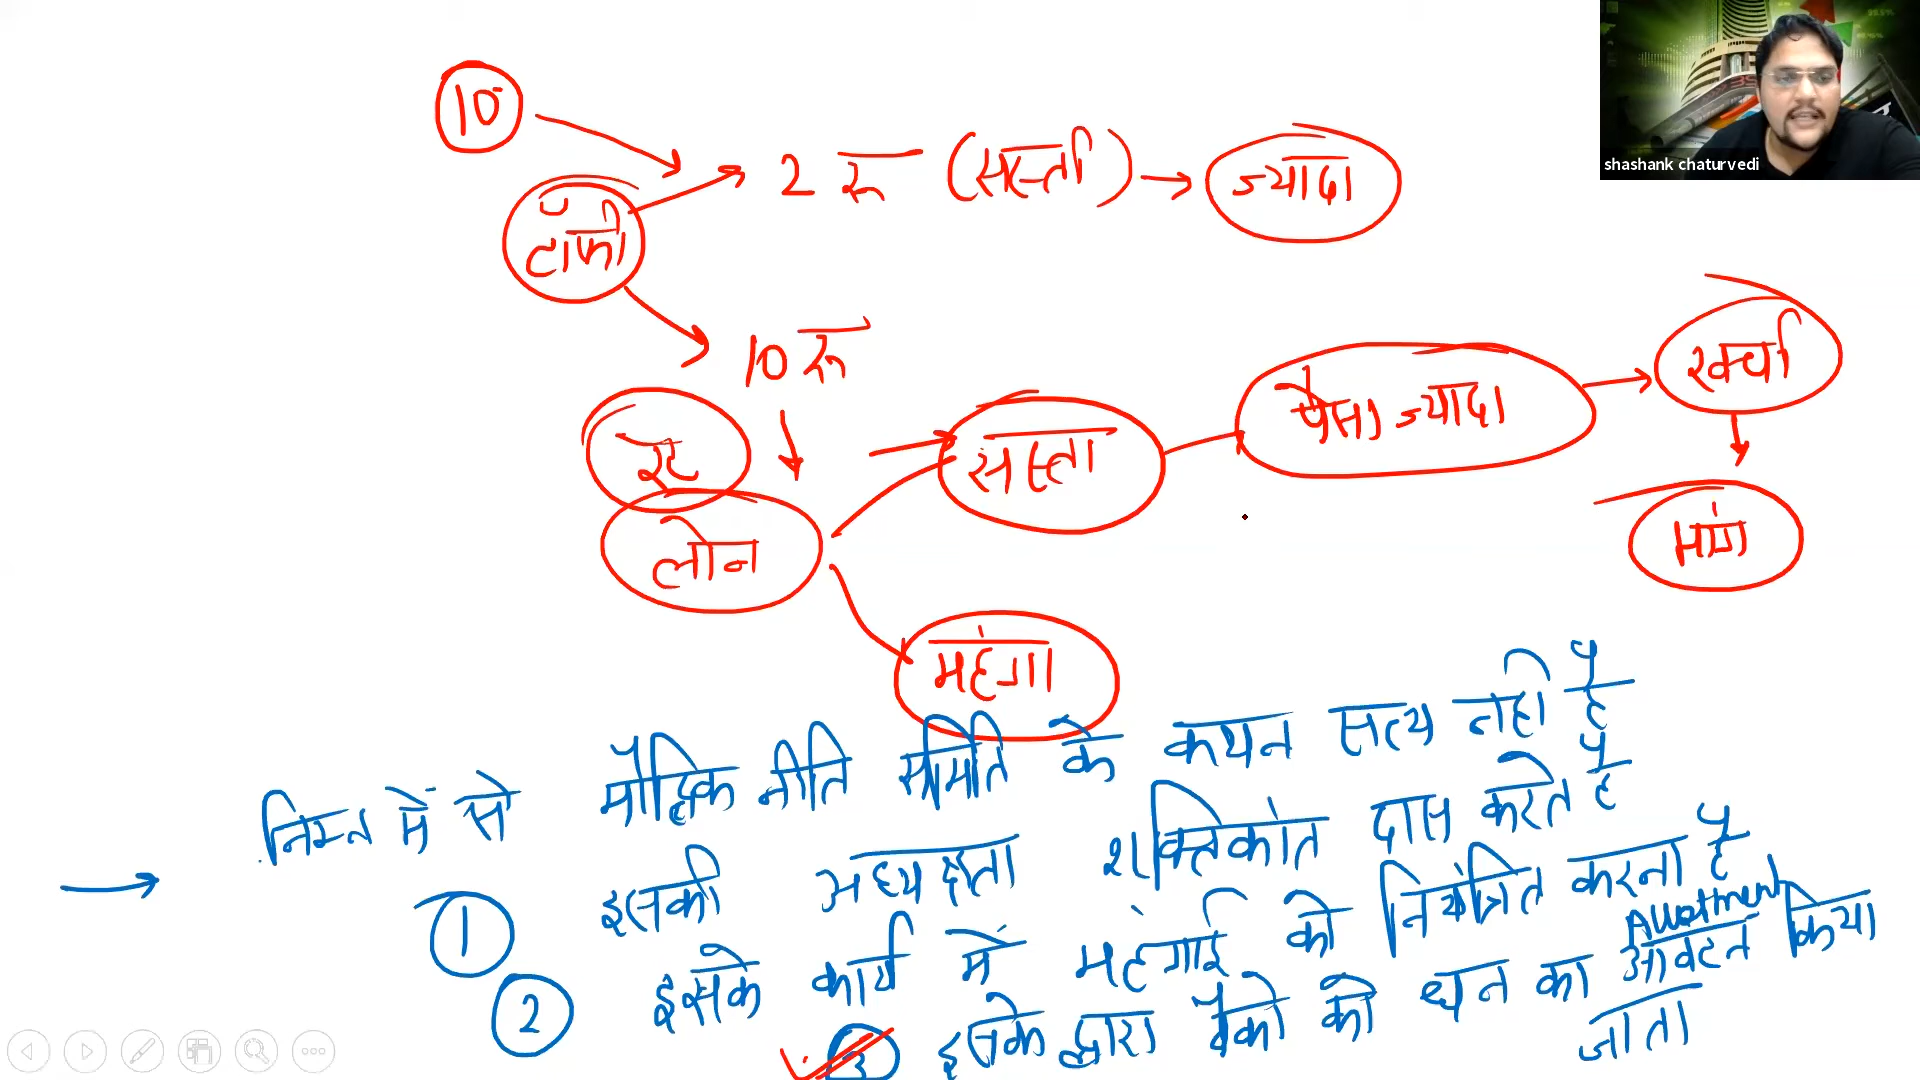 10
shashank chaturvedi
2 रू (सस्ती) → ज्यादा
टॉफी
10 रू
रेट
लोन
सस्ता
पैसा ज्यादा
खर्चा
मांग
महंगा
→ निम्न में से मौद्रिक नीति समिति के कथन सत्य नहीं है
1 इसकी अध्यक्षता शक्तिकांत दास करते है
2 इसके कार्य में महंगाई को नियंत्रित करना है
Allotment
3 इसके द्वारा बैंको को धन का आवंटन किया
जाता